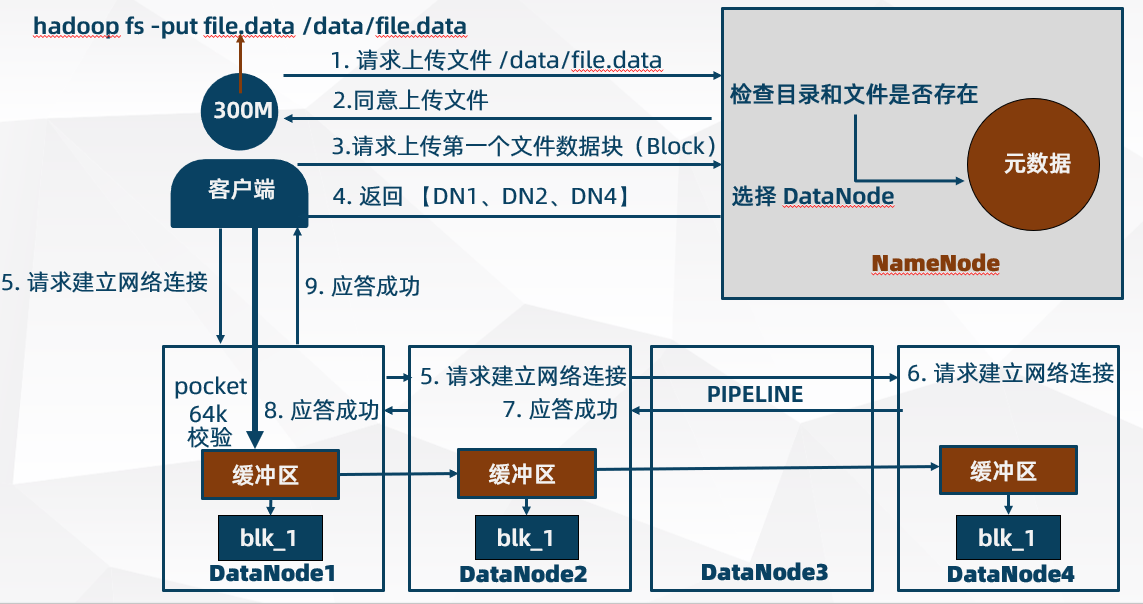 hadoop fs -put file.data /data/file.data
300M
客户端
1. 请求上传文件 /data/file.data
2.同意上传文件
3.请求上传第一个文件数据块（Block）
4. 返回 【DN1、DN2、DN4】
检查目录和文件是否存在
元数据
选择 DataNode
NameNode
5. 请求建立网络连接
9. 应答成功
pocket
64k
校验
8. 应答成功
缓冲区
blk_1
DataNode1
5. 请求建立网络连接
7. 应答成功
缓冲区
blk_1
DataNode2
PIPELINE
DataNode3
6. 请求建立网络连接
缓冲区
blk_1
DataNode4